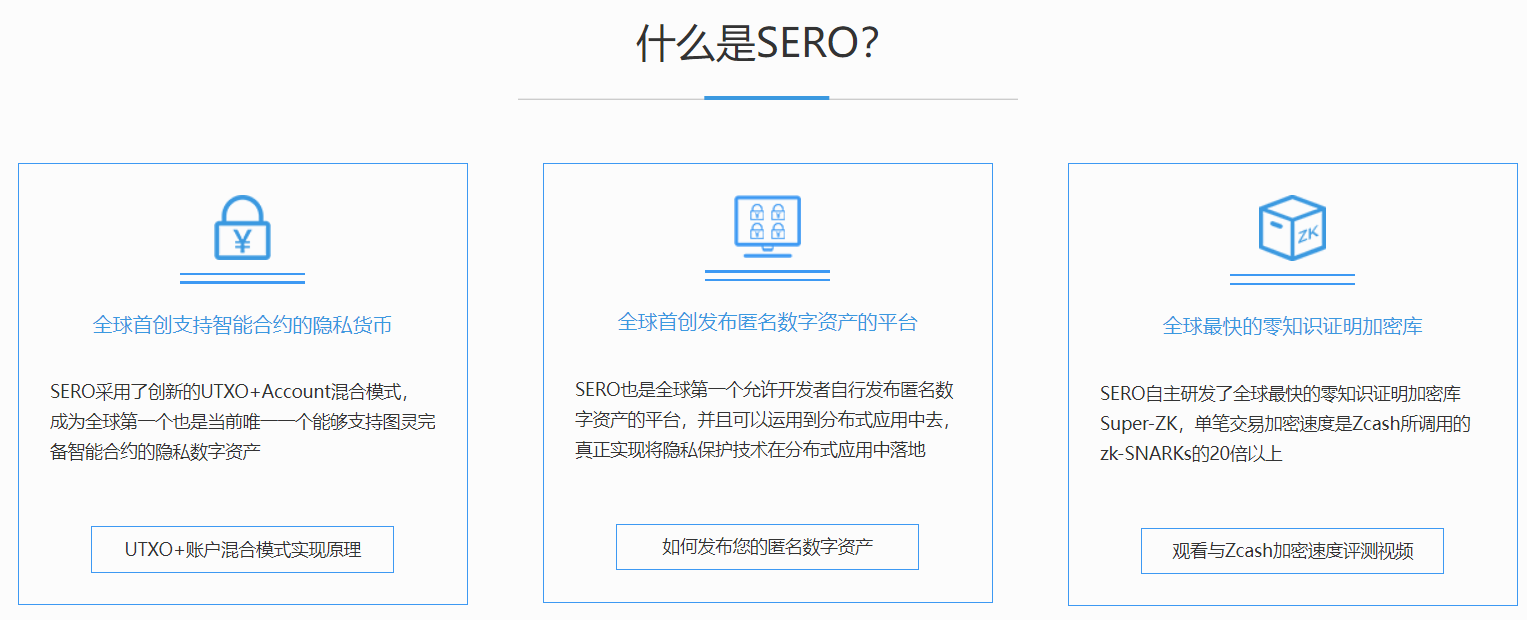 什么是SERO？
¥
全球首创支持智能合约的隐私货币
SERO采用了创新的UTXO+Account混合模式，
成为全球第一个也是当前唯一一个能够支持图灵完
备智能合约的隐私数字资产
UTXO+账户混合模式实现原理
¥ ¥
¥ ¥
全球首创发布匿名数字资产的平台
SERO也是全球第一个允许开发者自行发布匿名数
字资产的平台，并且可以运用到分布式应用中去，
真正实现将隐私保护技术在分布式应用中落地
如何发布您的匿名数字资产
ZK
全球最快的零知识证明加密库
SERO自主研发了全球最快的零知识证明加密库
Super-ZK，单笔交易加密速度是Zcash所调用的
zk-SNARKs的20倍以上
观看与Zcash加密速度评测视频